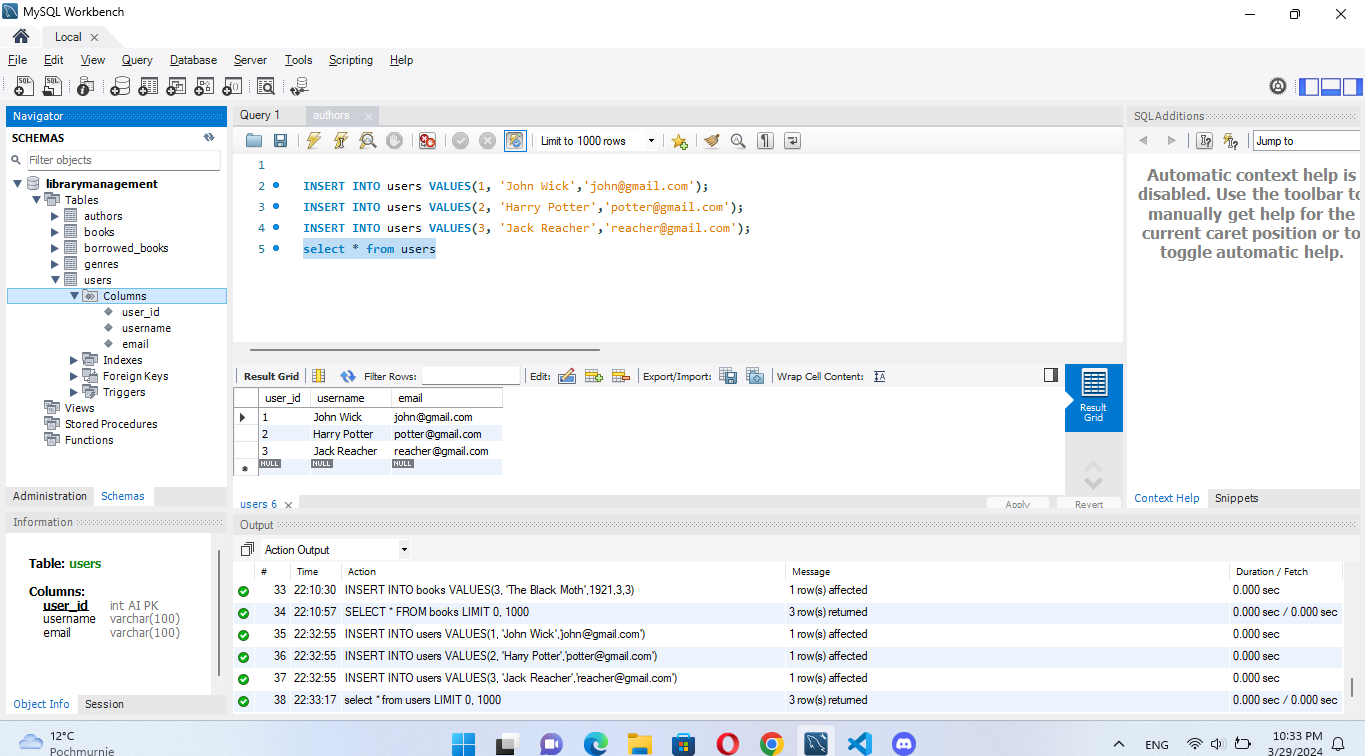 MySQL Workbench
Local
File Edit View Query Database Server Tools Scripting Help
Navigator
SCHEMAS
Filter objects
librarymanagement
Tables
authors
books
borrowed_books
genres
users
Columns
user_id
username
email
Indexes
Foreign Keys
Triggers
Views
Stored Procedures
Functions
Administration Schemas
Information
Table: users
Columns:
user_id int AI PK
username varchar(100)
email varchar(100)
Object Info Session
Query 1 authors
Limit to 1000 rows
1
2 INSERT INTO users VALUES(1, 'John Wick','john@gmail.com');
3 INSERT INTO users VALUES(2, 'Harry Potter','potter@gmail.com');
4 INSERT INTO users VALUES(3, 'Jack Reacher','reacher@gmail.com');
5 select * from users
Result Grid Filter Rows: Edit: Export/Import: Wrap Cell Content:
user_id username email
1 John Wick john@gmail.com
2 Harry Potter potter@gmail.com
3 Jack Reacher reacher@gmail.com
NULL NULL NULL
Result
Grid
users 6 Apply Revert
SQLAdditions
Jump to
Automatic context help is
disabled. Use the toolbar to
manually get help for the
current caret position or to
toggle automatic help.
Context Help Snippets
Output
Action Output
# Time Action Message Duration / Fetch
33 22:10:30 INSERT INTO books VALUES(3, 'The Black Moth',1921,3,3) 1 row(s) affected 0.000 sec
34 22:10:57 SELECT * FROM books LIMIT 0, 1000 3 row(s) returned 0.000 sec / 0.000 sec
35 22:32:55 INSERT INTO users VALUES(1, 'John Wick','john@gmail.com') 1 row(s) affected 0.000 sec
36 22:32:55 INSERT INTO users VALUES(2, 'Harry Potter','potter@gmail.com') 1 row(s) affected 0.000 sec
37 22:32:55 INSERT INTO users VALUES(3, 'Jack Reacher','reacher@gmail.com') 1 row(s) affected 0.000 sec
38 22:33:17 select * from users LIMIT 0, 1000 3 row(s) returned 0.000 sec / 0.000 sec
12°C
Pochmurnie
ENG
10:33 PM
3/29/2024